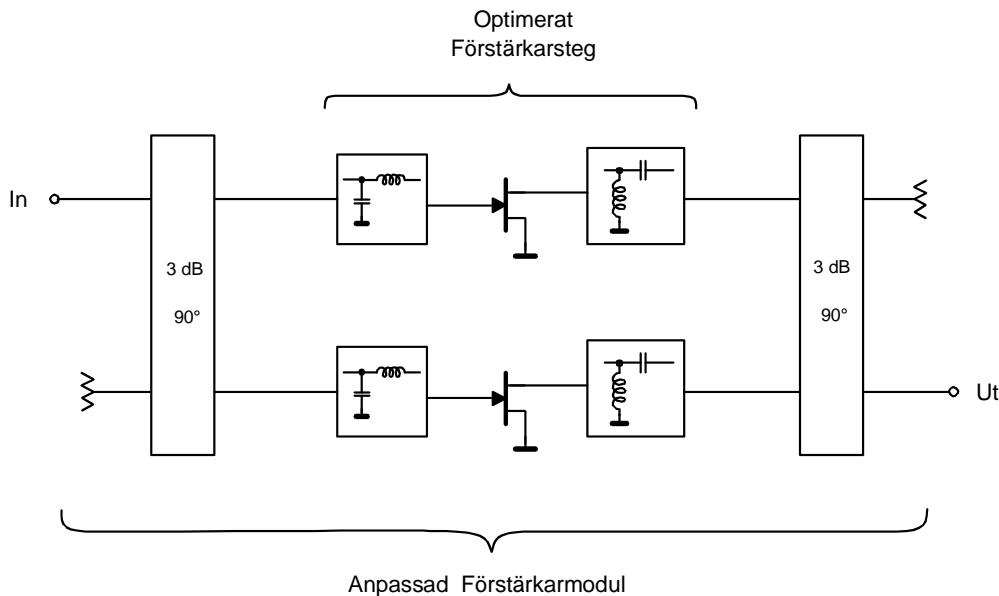 Optimerat
Förstärkarsteg
In
3 dB
90°
3 dB
90°
Ut
Anpassad Förstärkarmodul